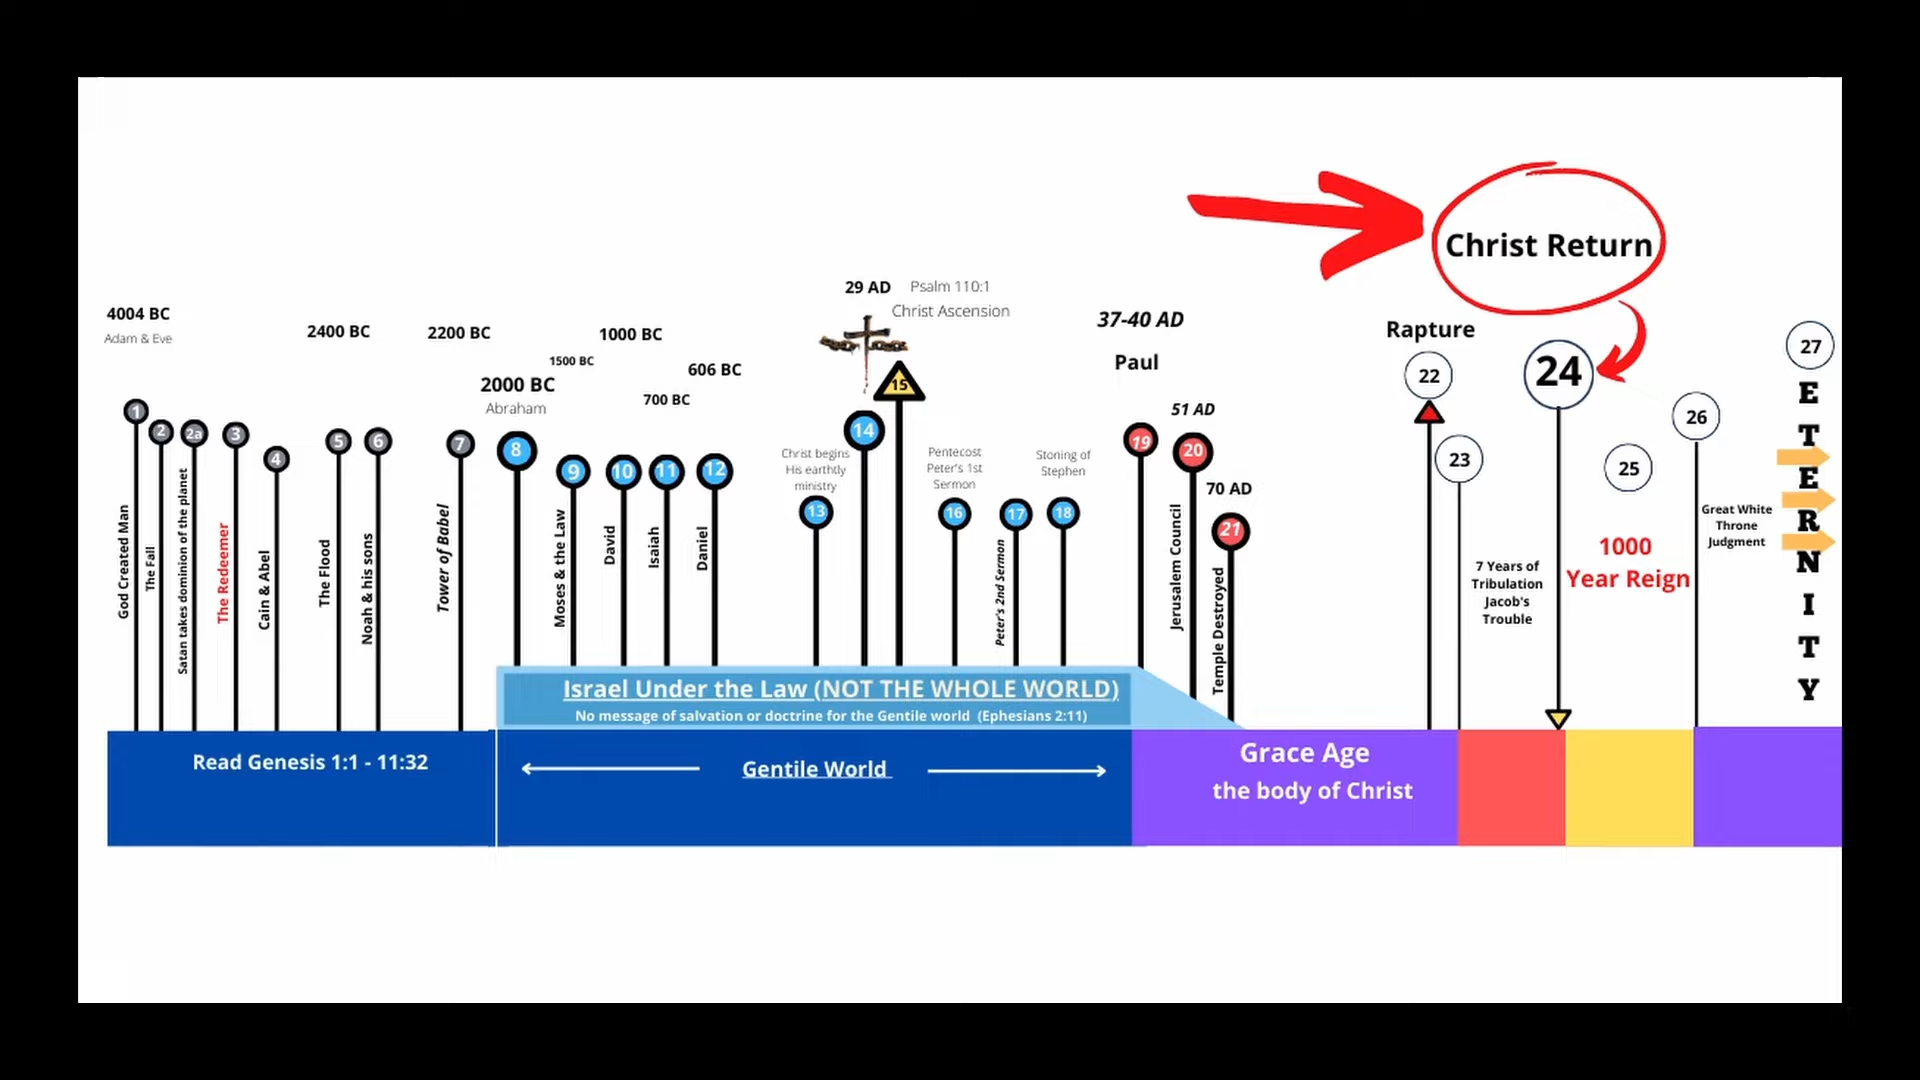 Christ Return
4004 BC
Adam & Eve
2400 BC
2200 BC
2000 BC
Abraham
1500 BC
1000 BC
700 BC
606 BC
29 AD
Psalm 110:1
Christ Ascension
37-40 AD
Paul
51 AD
70 AD
Rapture
1
2
2a
3
4
5
6
7
8
9
10
11
12
13
14
15
16
17
18
19
20
21
22
23
24
25
26
27
God Created Man
The Fall
Satan takes dominion of the planet
The Redeemer
Cain & Abel
The Flood
Noah & his sons
Tower of Babel
Moses & the Law
David
Isaiah
Daniel
Christ begins
His earthtly
ministry
Pentecost
Peter's 1st
Sermon
Peter's 2nd Sermon
Stoning of
Stephen
Jerusalem Council
Temple Destroyed
7 Years of
Tribulation
Jacob's
Trouble
1000
Year Reign
Great White
Throne
Judgment
ETERNITY
Israel Under the Law (NOT THE WHOLE WORLD)
No message of salvation or doctrine for the Gentile world (Ephesians 2:11)
Read Genesis 1:1 - 11:32
Gentile World
Grace Age
the body of Christ